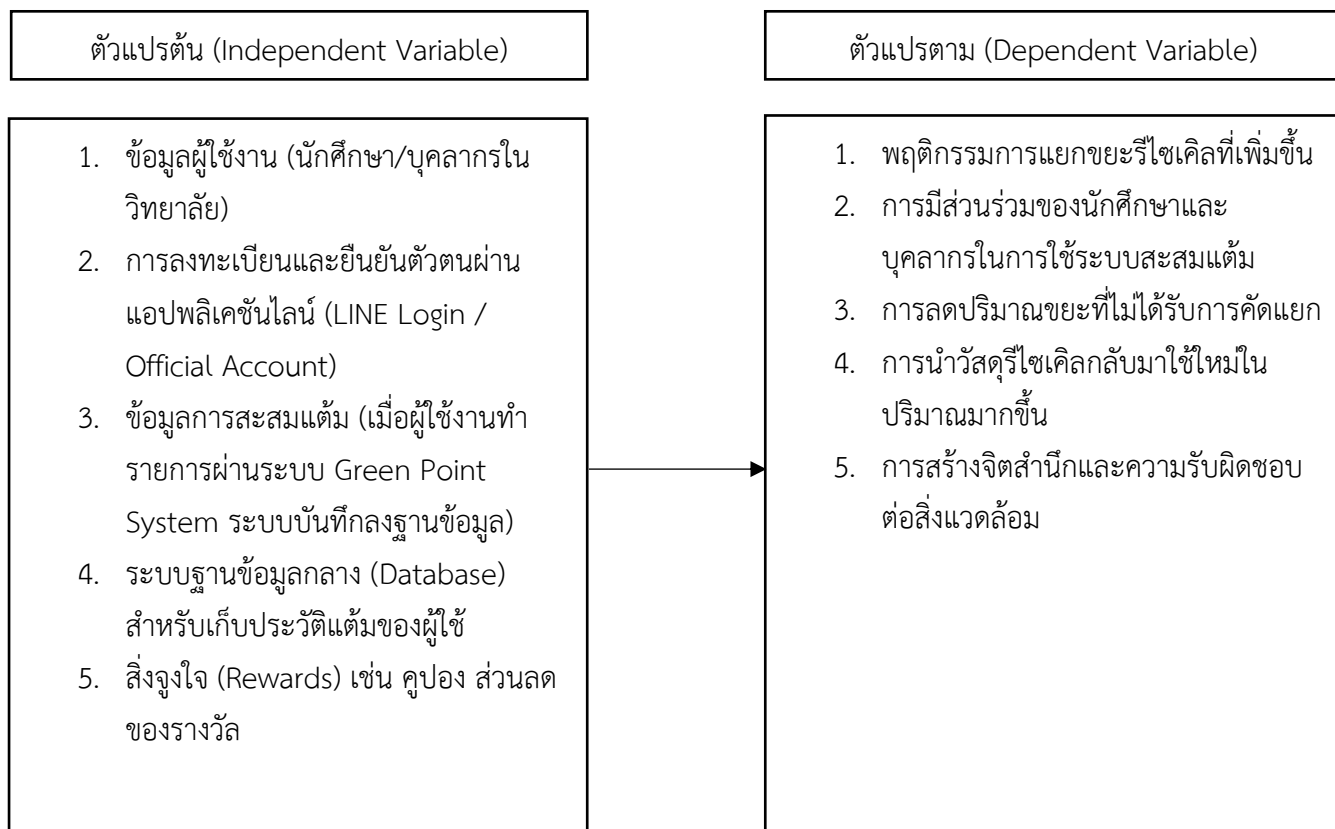 ตัวแปรต้น (Independent Variable)
ตัวแปรตาม (Dependent Variable)
1. ข้อมูลผู้ใช้งาน (นักศึกษา/บุคลากรใน
วิทยาลัย)
2. การลงทะเบียนและยืนยันตัวตนผ่าน
แอปพลิเคชันไลน์ (LINE Login /
Official Account)
3. ข้อมูลการสะสมแต้ม (เมื่อผู้ใช้งานทำ
รายการผ่านระบบ Green Point
System ระบบบันทึกลงฐานข้อมูล)
4. ระบบฐานข้อมูลกลาง (Database)
สำหรับเก็บประวัติแต้มของผู้ใช้
5. สิ่งจูงใจ (Rewards) เช่น คูปอง ส่วนลด
ของรางวัล
1. พฤติกรรมการแยกขยะรีไซเคิลที่เพิ่มขึ้น
2. การมีส่วนร่วมของนักศึกษาและ
บุคลากรในการใช้ระบบสะสมแต้ม
3. การลดปริมาณขยะที่ไม่ได้รับการคัดแยก
4. การนำวัสดุรีไซเคิลกลับมาใช้ใหม่ใน
ปริมาณมากขึ้น
5. การสร้างจิตสำนึกและความรับผิดชอบ
ต่อสิ่งแวดล้อม